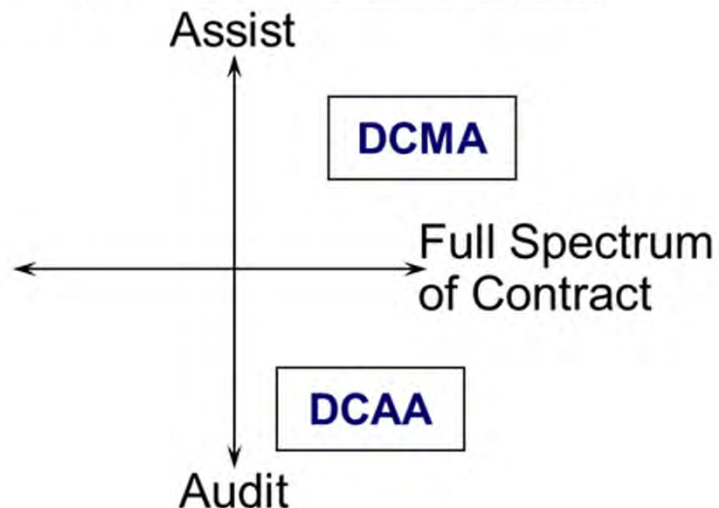 Assist
DCMA
Full Spectrum
of Contract
DCAA
Audit